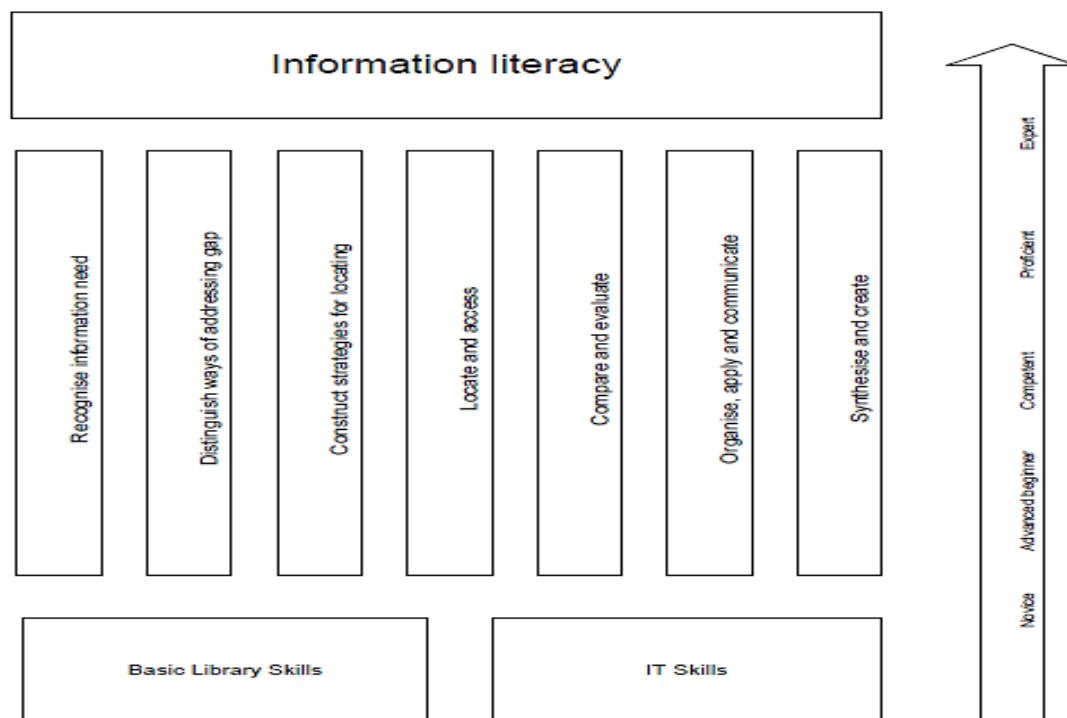 Information literacy
Recognise information need
Distinguish ways of addressing gap
Construct strategies for locating
Locate and access
Compare and evaluate
Organise, apply and communicate
Synthesise and create
Basic Library Skills
IT Skills
Expert
Proficient
Competent
Advanced beginner
Novice